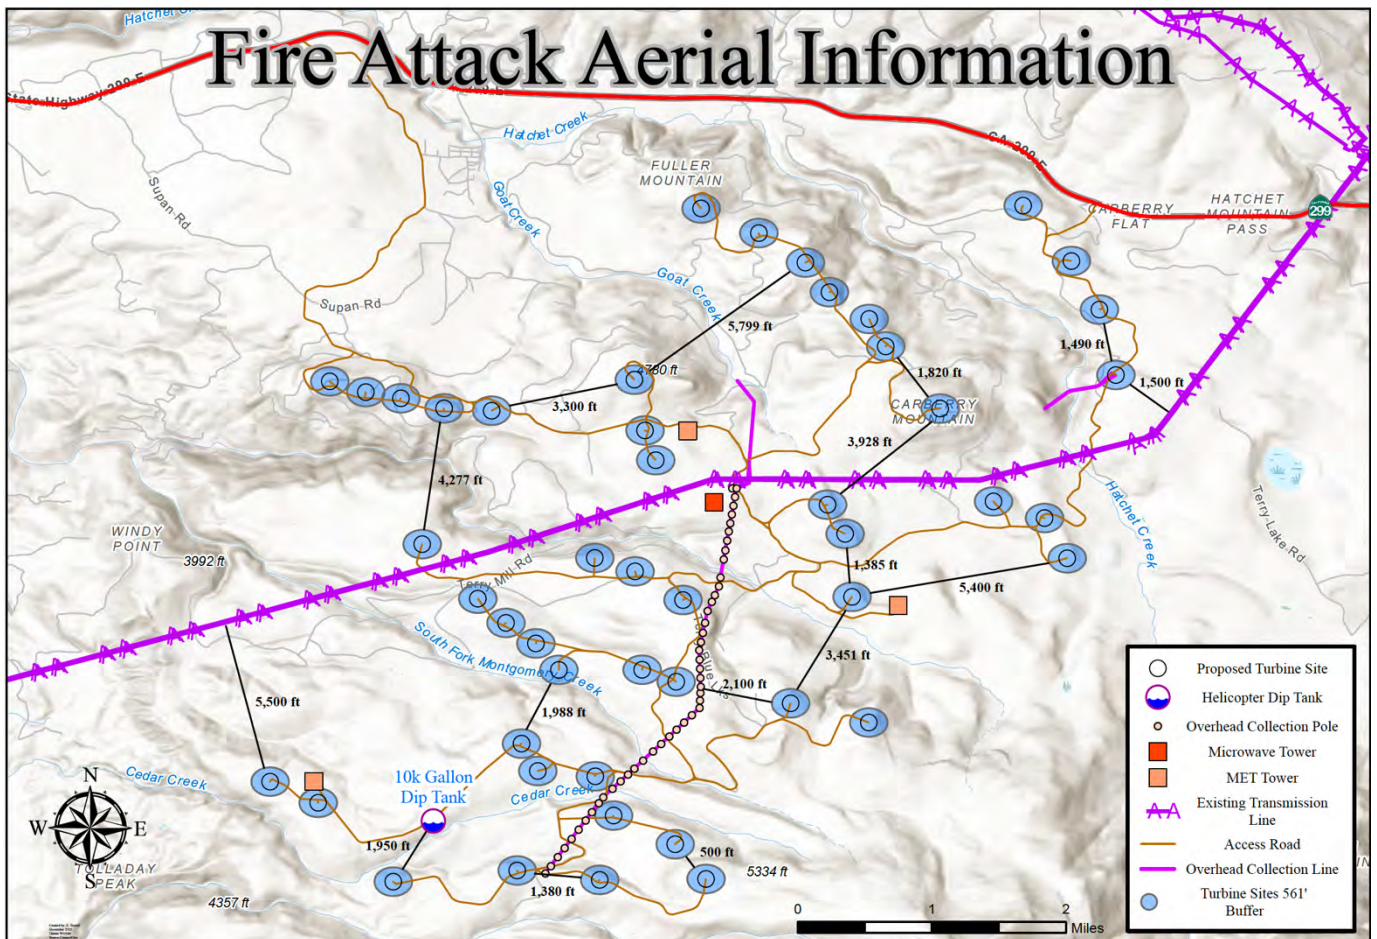 Fire Attack Aerial Information
Hatchet Creek
State Highway 299 E
Hatchet Creek
CA-299 E
FULLER
MOUNTAIN
Supan Rd
Goat Creek
CARBERRY
FLAT
HATCHET
MOUNTAIN
PASS
299
Goat Creek
Supan Rd
5,799 ft
1,490 ft
4780 ft
1,820 ft
1,500 ft
3,300 ft
CARBERRY
MOUNTAIN
3,928 ft
4,277 ft
Hatchet Creek
Terry Lake Rd
WINDY
POINT
3992 ft
Terry Mill Rd
1,385 ft
5,400 ft
South Fork Montgomery Creek
Blue
3,451 ft
2,100 ft
5,500 ft
1,988 ft
Cedar Creek
10k Gallon
Dip Tank
Cedar Creek
N
W
E
S
1,950 ft
500 ft
TOLLADAY
PEAK
5334 ft
1,380 ft
4357 ft
0
1
2
Miles
Proposed Turbine Site
Helicopter Dip Tank
Overhead Collection Pole
Microwave Tower
MET Tower
Existing Transmission
Line
Access Road
Overhead Collection Line
Turbine Sites 561'
Buffer